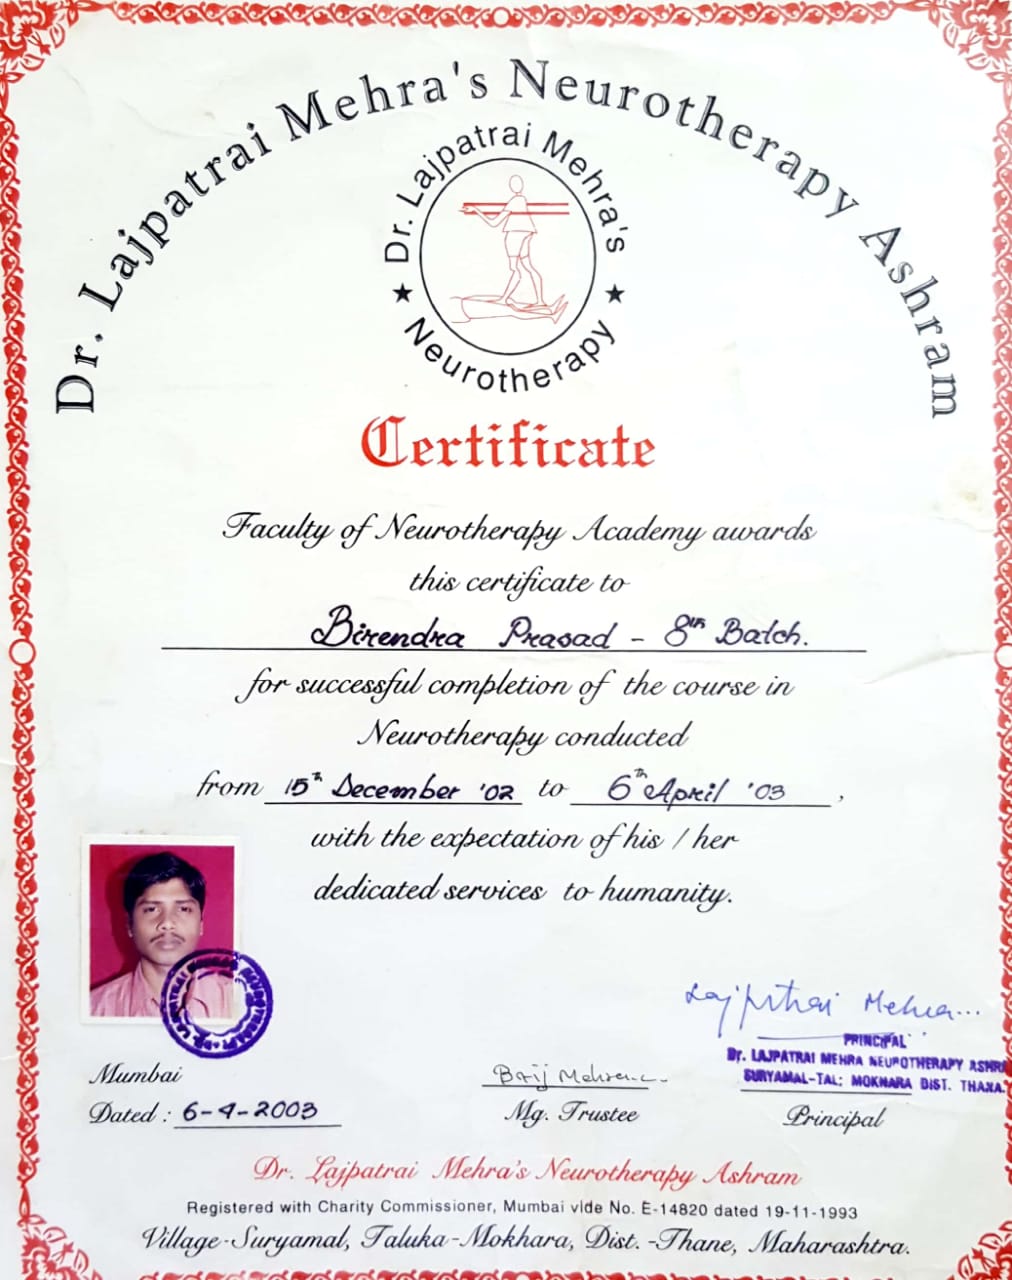 Dr. Lajpatrai Mehra's Neurotherapy Ashram
Dr. Lajpatrai Mehra's
★ Neurotherapy ★
Certificate
Faculty of Neurotherapy Academy awards
this certificate to
Birendra Prasad - 8th Batch.
for successful completion of the course in
Neurotherapy conducted
from 15th December '02 to 6th April '03,
with the expectation of his / her
dedicated services to humanity.
Lajpatrai Mehra...
PRINCIPAL
Dr. LAJPATRAI MEHRA NEUROTHERAPY ASHR
SURYAMAL-TAL: MOKHARA DIST. THANA.
Mumbai
Brij Mehra
Dated : 6-4-2003
Mg. Trustee
Principal
Dr. Lajpatrai Mehra's Neurotherapy Ashram
Registered with Charity Commissioner, Mumbai vide No. E-14820 dated 19-11-1993
Village-Suryamal, Taluka-Mokhara, Dist.-Thane, Maharashtra.